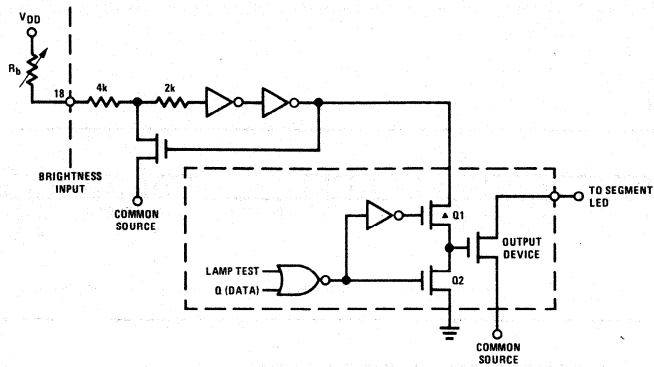 VDD
Rb
18
4k
2k
BRIGHTNESS
INPUT
COMMON
SOURCE
TO SEGMENT
LED
Q1
OUTPUT
DEVICE
LAMP TEST
Q (DATA)
Q2
COMMON
SOURCE